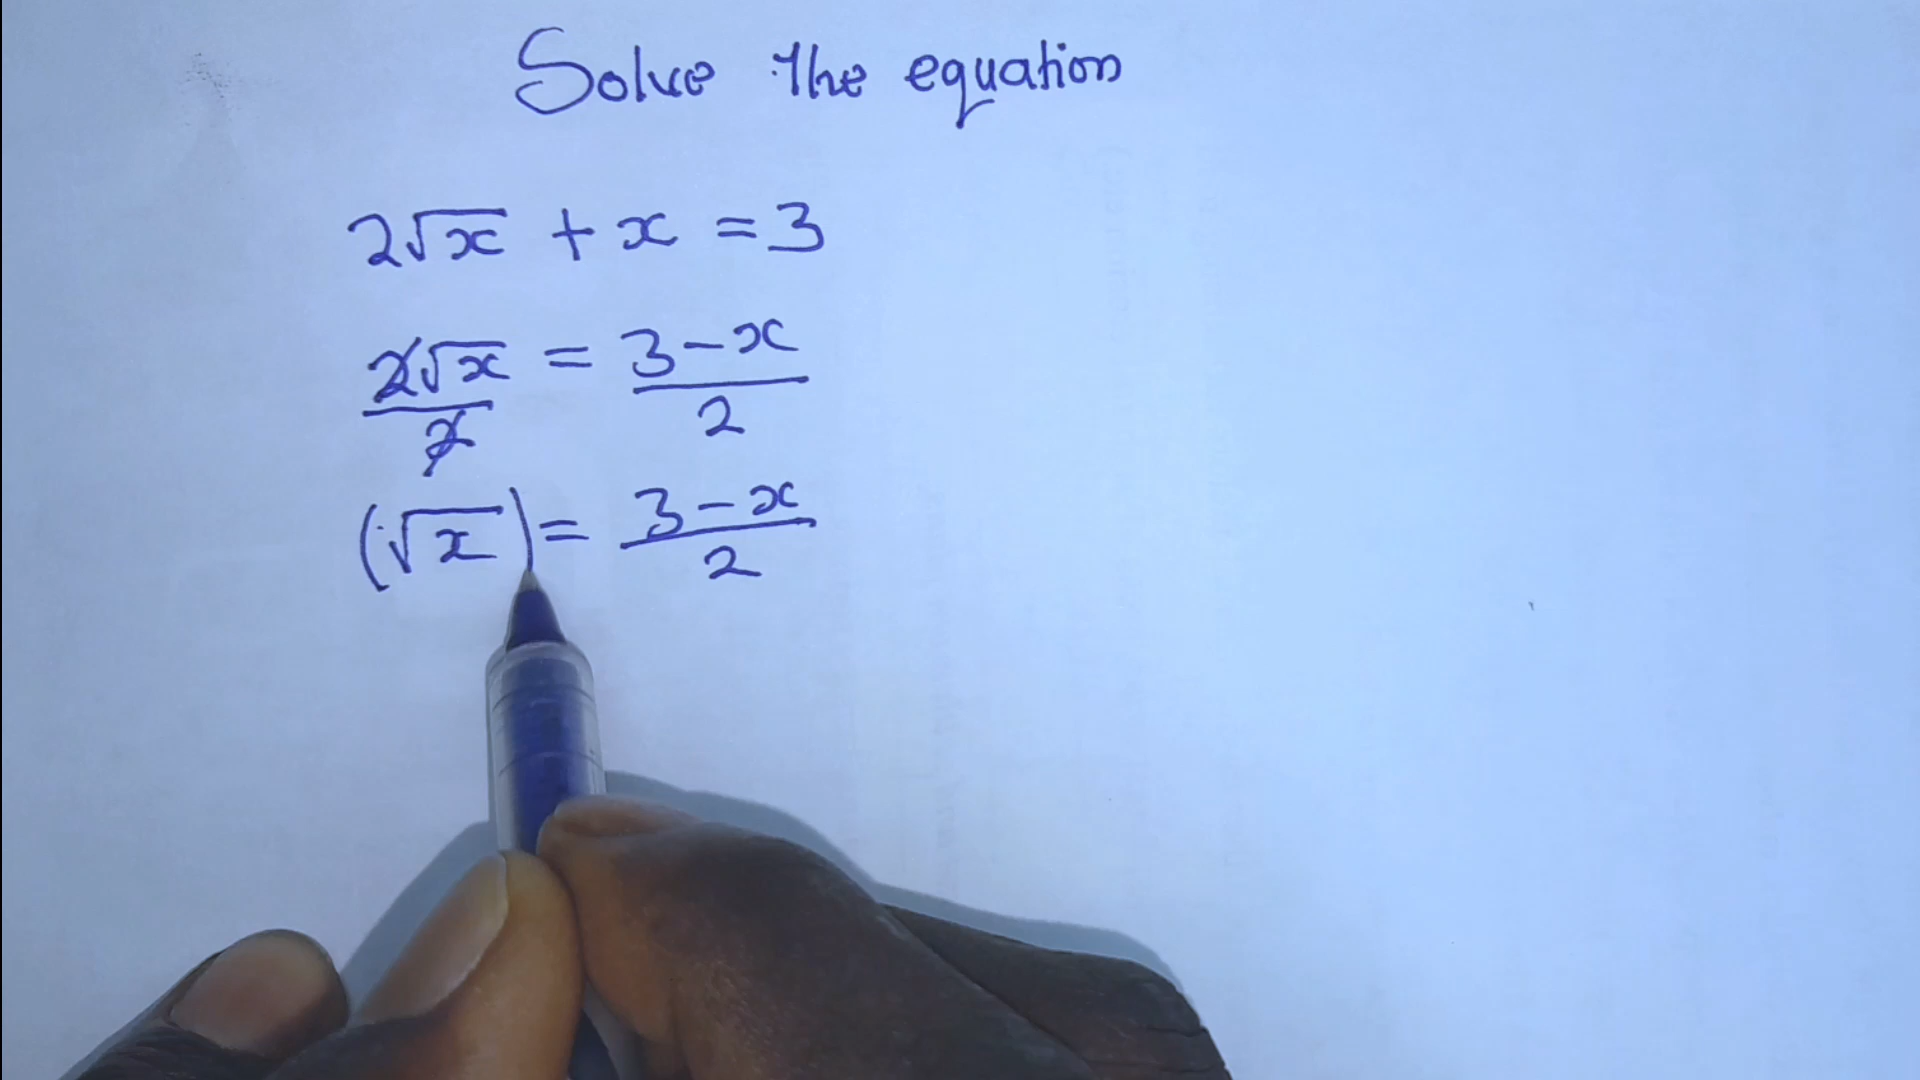 Solve the equation
2√x + x = 3
2√x/2 = 3-x/2
(√x) = 3-x/2